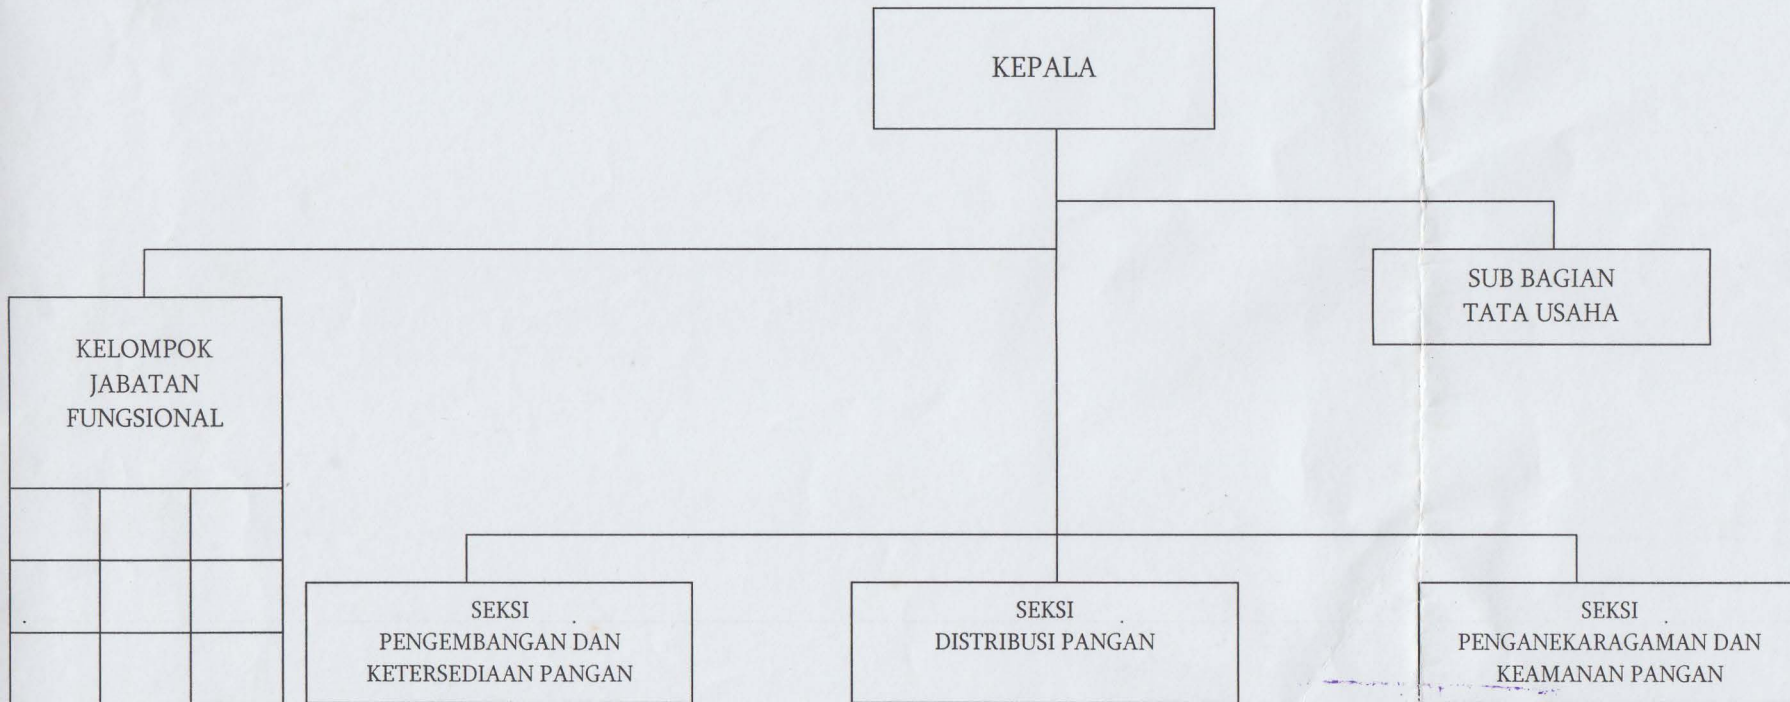 KEPALA
SUB BAGIAN
TATA USAHA
KELOMPOK
JABATAN
FUNGSIONAL
SEKSI
PENGEMBANGAN DAN
KETERSEDIAAN PANGAN
SEKSI
DISTRIBUSI PANGAN
SEKSI
PENGANEKARAGAMAN DAN
KEAMANAN PANGAN